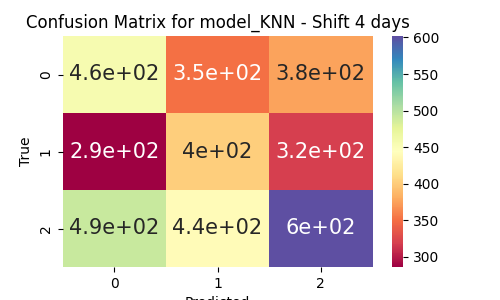 Confusion Matrix for model_KNN - Shift 4 days
0 4.6e+02 3.5e+02 3.8e+02
1 2.9e+02 4e+02 3.2e+02
2 4.9e+02 4.4e+02 6e+02
True
0 1 2
Predicted
600
550
500
450
400
350
300